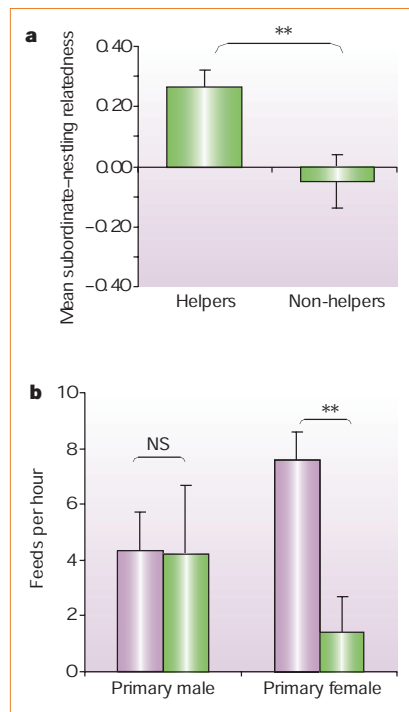 a
Mean subordinate–nestling relatedness
0.40
0.20
0.00
–0.20
–0.40
**
Helpers Non-helpers
b
Feeds per hour
10
8
6
4
2
0
NS
**
Primary male Primary female